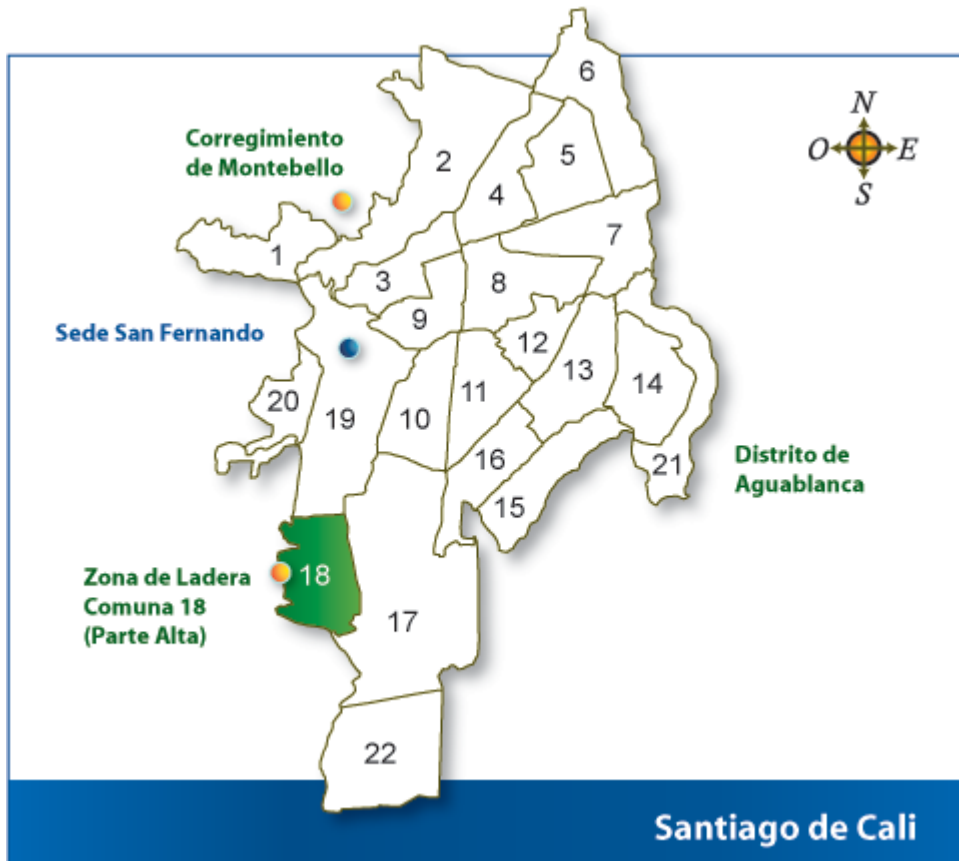 6
N
Corregimiento
de Montebello
2
5
O
E
4
S
7
1
3
8
9
Sede San Fernando
12
13
14
11
20
19
10
16
21
Distrito de
Aguablanca
15
18
Zona de Ladera
Comuna 18
(Parte Alta)
17
22
Santiago de Cali